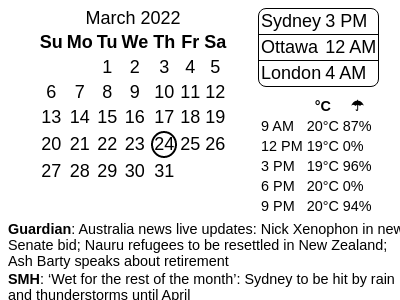 March 2022
Su Mo Tu We Th Fr Sa
1 2 3 4 5
6 7 8 9 10 11 12
13 14 15 16 17 18 19
20 21 22 23 24 25 26
27 28 29 30 31
Sydney 3 PM
Ottawa 12 AM
London 4 AM
°C ☂
9 AM 20°C 87%
12 PM 19°C 0%
3 PM 19°C 96%
6 PM 20°C 0%
9 PM 20°C 94%
Guardian: Australia news live updates: Nick Xenophon in new
Senate bid; Nauru refugees to be resettled in New Zealand;
Ash Barty speaks about retirement
SMH: ‘Wet for the rest of the month’: Sydney to be hit by rain
and thunderstorms until April